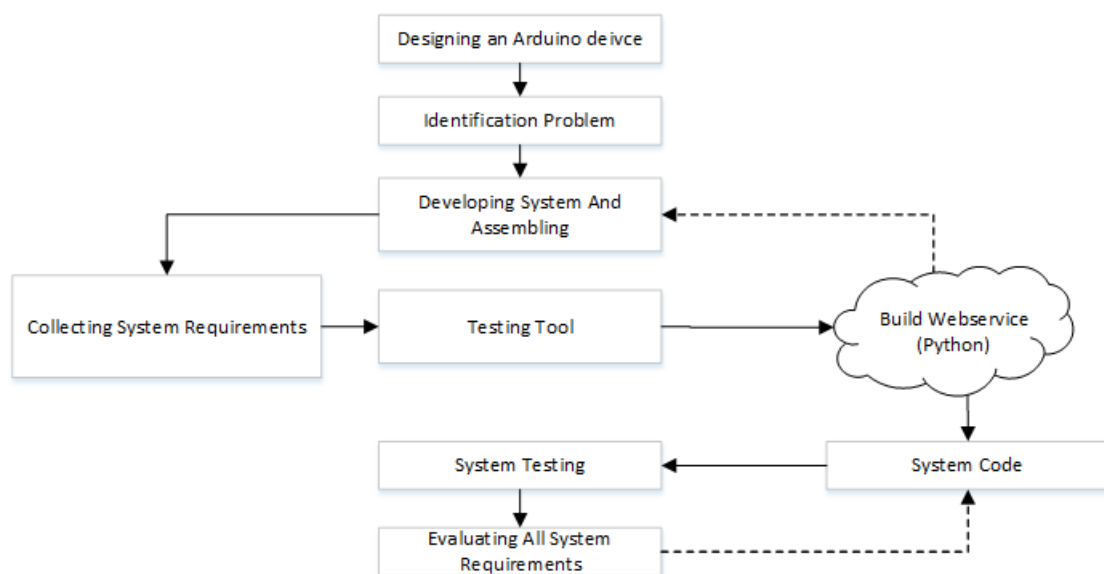 Designing an Arduino deivce
Identification Problem
Developing System And
Assembling
Collecting System Requirements
Testing Tool
Build Webservice
(Python)
System Testing
System Code
Evaluating All System
Requirements